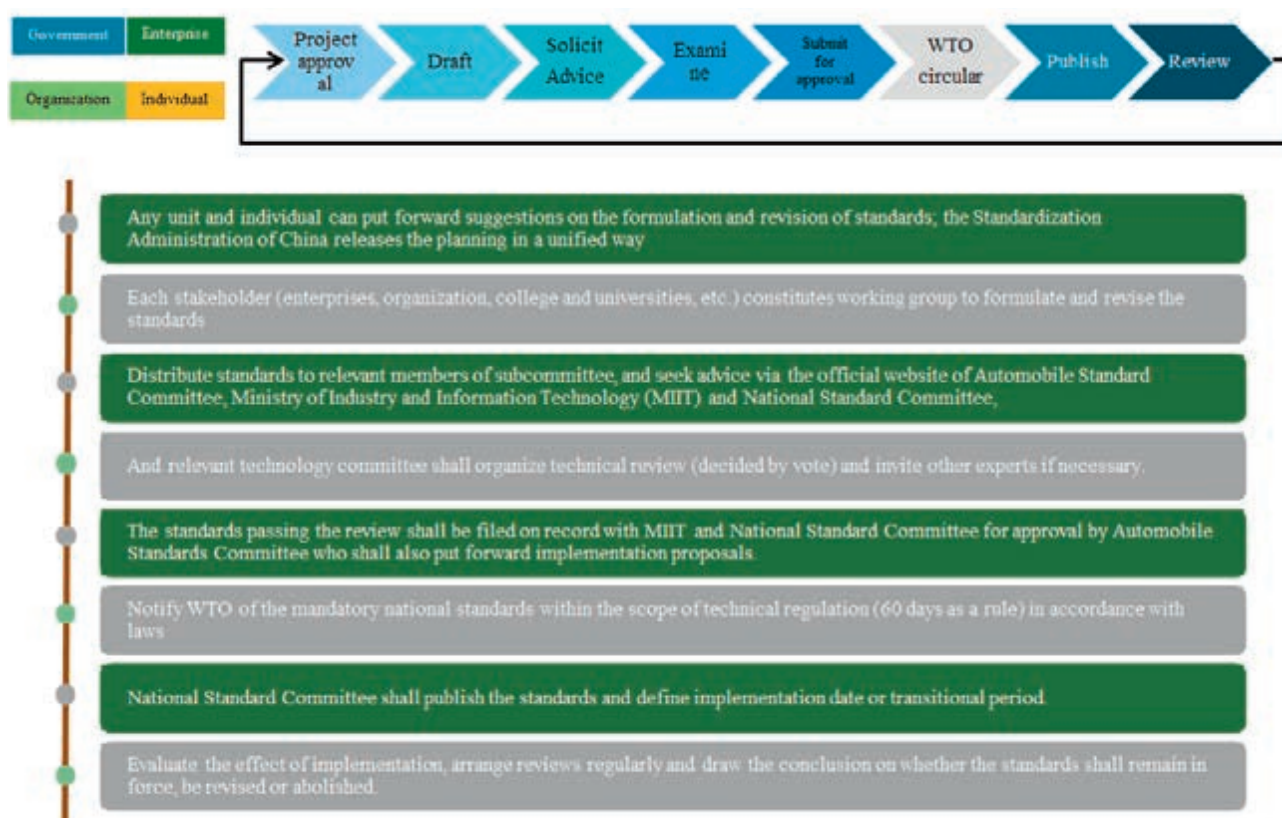 Government
Enterprise
Organization
Individual
Project
approv
al
Draft
Solicit
Advice
Exami
ne
Submit
for
approval
WTO
circular
Publish
Review
Any unit and individual can put forward suggestions on the formulation and revision of standards; the Standardization
Administration of China releases the planning in a unified way
Each stakeholder (enterprises, organization, college and universities, etc.) constitutes working group to formulate and revise the
standards
Distribute standards to relevant members of subcommittee, and seek advice via the official website of Automobile Standard
Committee, Ministry of Industry and Information Technology (MIIT) and National Standard Committee,
And relevant technology committee shall organize technical review (decided by vote) and invite other experts if necessary.
The standards passing the review shall be filed on record with MIIT and National Standard Committee for approval by Automobile
Standards Committee who shall also put forward implementation proposals.
Notify WTO of the mandatory national standards within the scope of technical regulation (60 days as a rule) in accordance with
laws
National Standard Committee shall publish the standards and define implementation date or transitional period.
Evaluate the effect of implementation, arrange reviews regularly and draw the conclusion on whether the standards shall remain in
force, be revised or abolished.